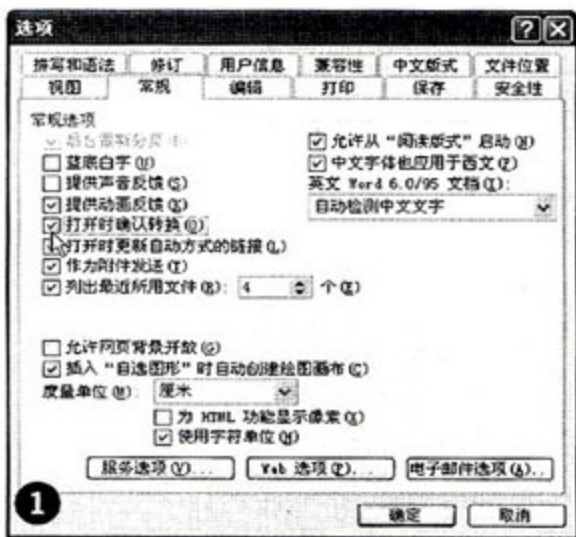 选项
拼写和语法 修订 用户信息 兼容性 中文版式 文件位置
视图 常规 编辑 打印 保存 安全性
常规选项
后台重新分页(B) 允许从“阅读版式”启动(N)
蓝底白字(U) 中文字体也应用于西文(F)
提供声音反馈(S) 英文 Word 6.0/95 文档(I):
提供动画反馈(K) 自动检测中文文字
打开时确认转换(O)
打开时更新自动方式的链接(L)
作为附件发送(T)
列出最近所用文件(R): 4 个(E)
允许网页背景开放(G)
插入“自选图形”时自动创建绘图画布(C)
度量单位(M): 厘米
为 HTML 功能显示像素(X)
使用字符单位(H)
服务选项(V)... Web 选项(P)... 电子邮件选项(A)..
1 确定 取消